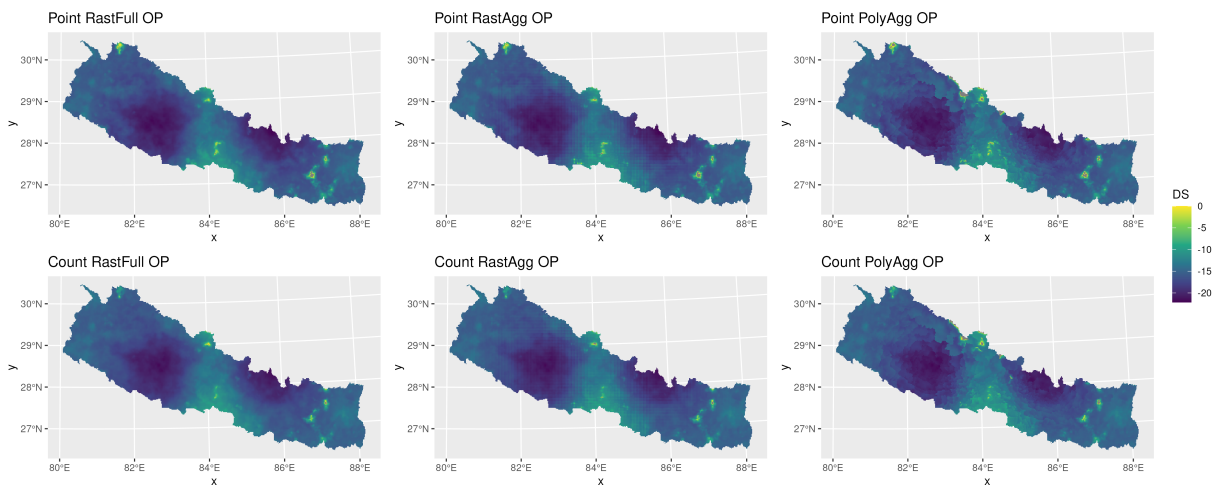 Point RastFull OP
Point RastAgg OP
Point PolyAgg OP
30°N
29°N
28°N
27°N
y
80°E 82°E 84°E 86°E 88°E
x
30°N
29°N
28°N
27°N
y
80°E 82°E 84°E 86°E 88°E
x
30°N
29°N
28°N
27°N
y
80°E 82°E 84°E 86°E 88°E
x
DS
0
-5
-10
-15
-20
Count RastFull OP
Count RastAgg OP
Count PolyAgg OP
30°N
29°N
28°N
27°N
y
80°E 82°E 84°E 86°E 88°E
x
30°N
29°N
28°N
27°N
y
80°E 82°E 84°E 86°E 88°E
x
30°N
29°N
28°N
27°N
y
80°E 82°E 84°E 86°E 88°E
x